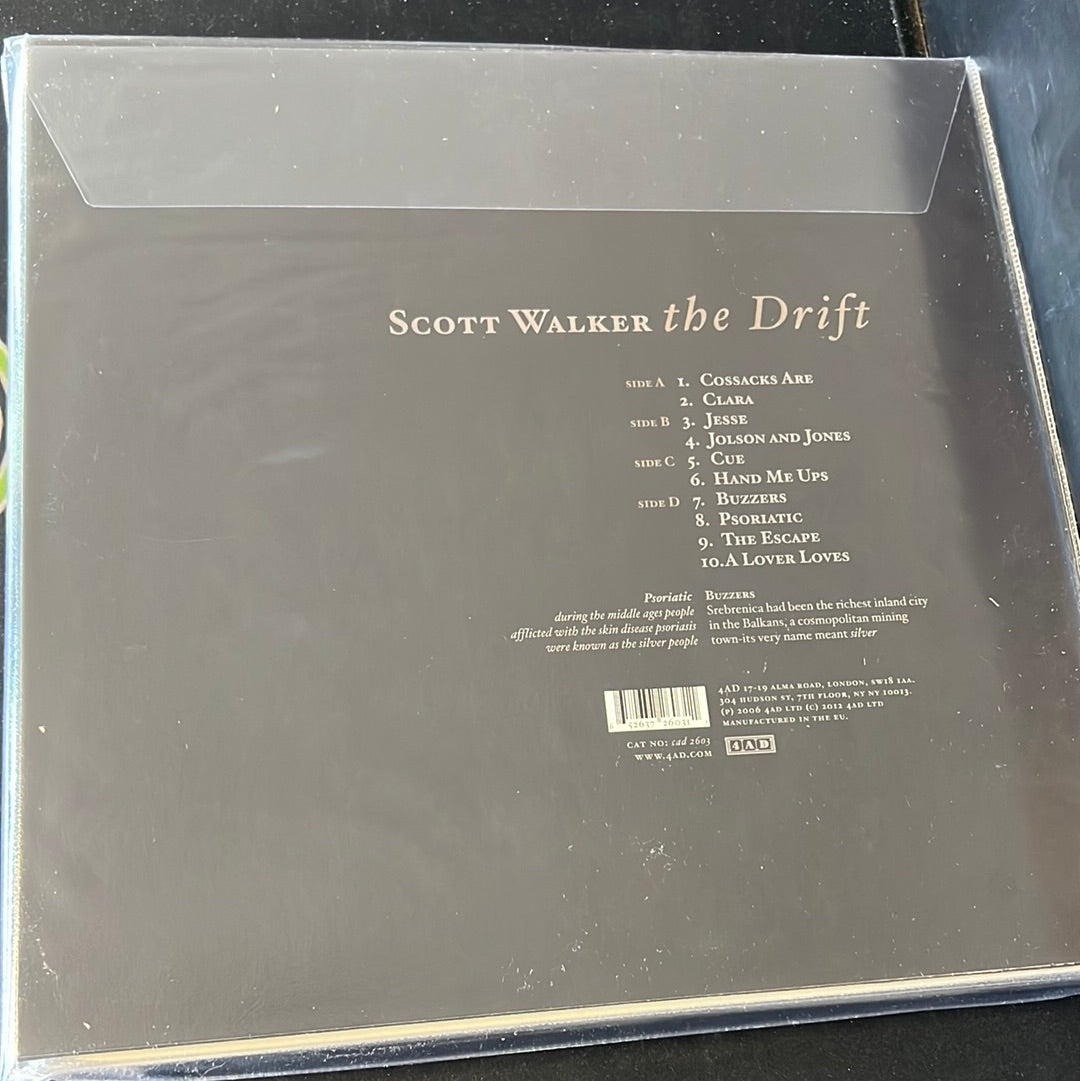 Scott Walker the Drift
SIDE A 1. Cossacks Are
2. Clara
SIDE B 3. Jesse
4. Jolson and Jones
SIDE C 5. Cue
6. Hand Me Ups
SIDE D 7. Buzzers
8. Psoriatic
9. The Escape
10. A Lover Loves
Psoriatic
during the middle ages people
afflicted with the skin disease psoriasis
were known as the silver people
Buzzers
Srebrenica had been the richest inland city
in the Balkans, a cosmopolitan mining
town-its very name meant silver
4AD 17-19 ALMA ROAD, LONDON, SW18 1AA.
304 HUDSON ST, 7TH FLOOR, NY NY 10013.
(P) 2006 4AD LTD (C) 2012 4AD LTD
MANUFACTURED IN THE EU.
52637 26031
CAT NO: cad 2603
WWW.4AD.COM
4AD